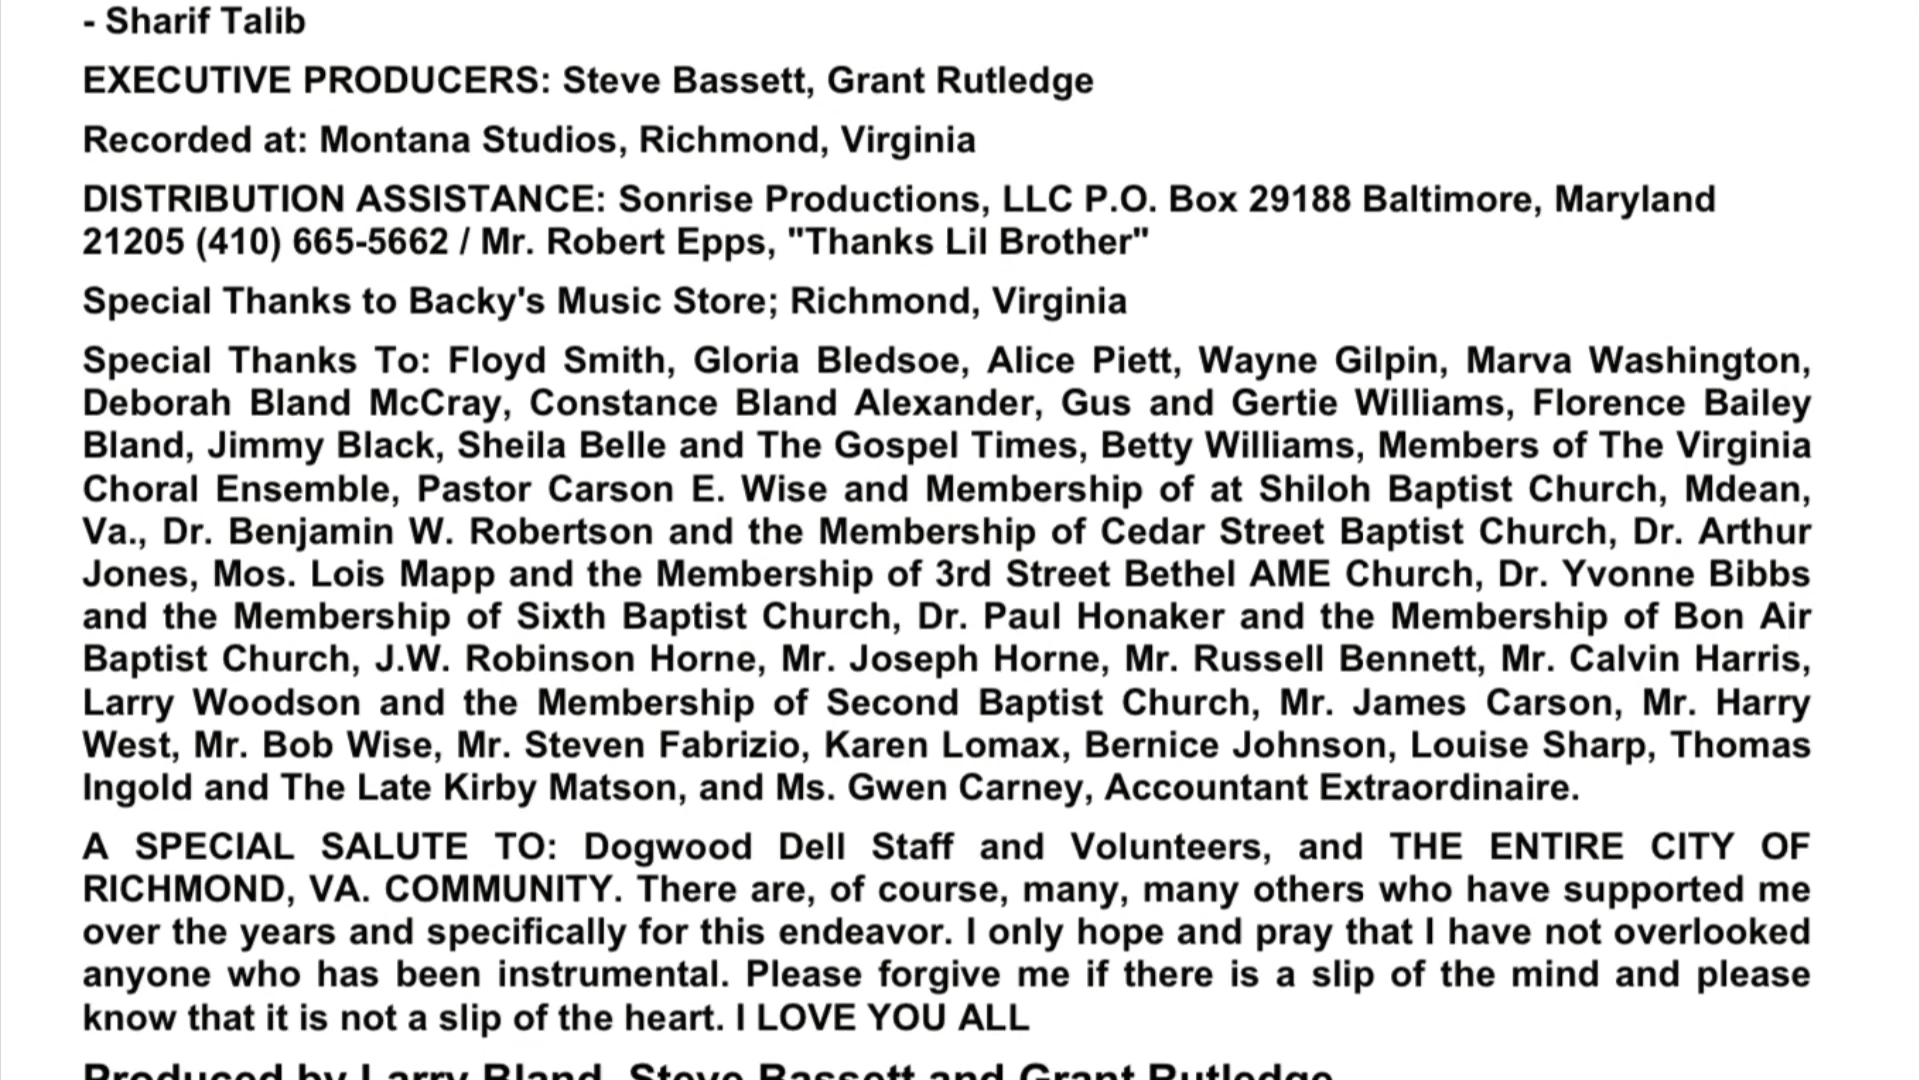 - Sharif Talib
EXECUTIVE PRODUCERS: Steve Bassett, Grant Rutledge
Recorded at: Montana Studios, Richmond, Virginia
DISTRIBUTION ASSISTANCE: Sonrise Productions, LLC P.O. Box 29188 Baltimore, Maryland
21205 (410) 665-5662 / Mr. Robert Epps, "Thanks Lil Brother"
Special Thanks to Backy's Music Store; Richmond, Virginia
Special Thanks To: Floyd Smith, Gloria Bledsoe, Alice Piett, Wayne Gilpin, Marva Washington,
Deborah Bland McCray, Constance Bland Alexander, Gus and Gertie Williams, Florence Bailey
Bland, Jimmy Black, Sheila Belle and The Gospel Times, Betty Williams, Members of The Virginia
Choral Ensemble, Pastor Carson E. Wise and Membership of at Shiloh Baptist Church, Mdean,
Va., Dr. Benjamin W. Robertson and the Membership of Cedar Street Baptist Church, Dr. Arthur
Jones, Mos. Lois Mapp and the Membership of 3rd Street Bethel AME Church, Dr. Yvonne Bibbs
and the Membership of Sixth Baptist Church, Dr. Paul Honaker and the Membership of Bon Air
Baptist Church, J.W. Robinson Horne, Mr. Joseph Horne, Mr. Russell Bennett, Mr. Calvin Harris,
Larry Woodson and the Membership of Second Baptist Church, Mr. James Carson, Mr. Harry
West, Mr. Bob Wise, Mr. Steven Fabrizio, Karen Lomax, Bernice Johnson, Louise Sharp, Thomas
Ingold and The Late Kirby Matson, and Ms. Gwen Carney, Accountant Extraordinaire.
A SPECIAL SALUTE TO: Dogwood Dell Staff and Volunteers, and THE ENTIRE CITY OF
RICHMOND, VA. COMMUNITY. There are, of course, many, many others who have supported me
over the years and specifically for this endeavor. I only hope and pray that I have not overlooked
anyone who has been instrumental. Please forgive me if there is a slip of the mind and please
know that it is not a slip of the heart. I LOVE YOU ALL
Produced by Larry Bland, Steve Bassett and Grant Rutledge